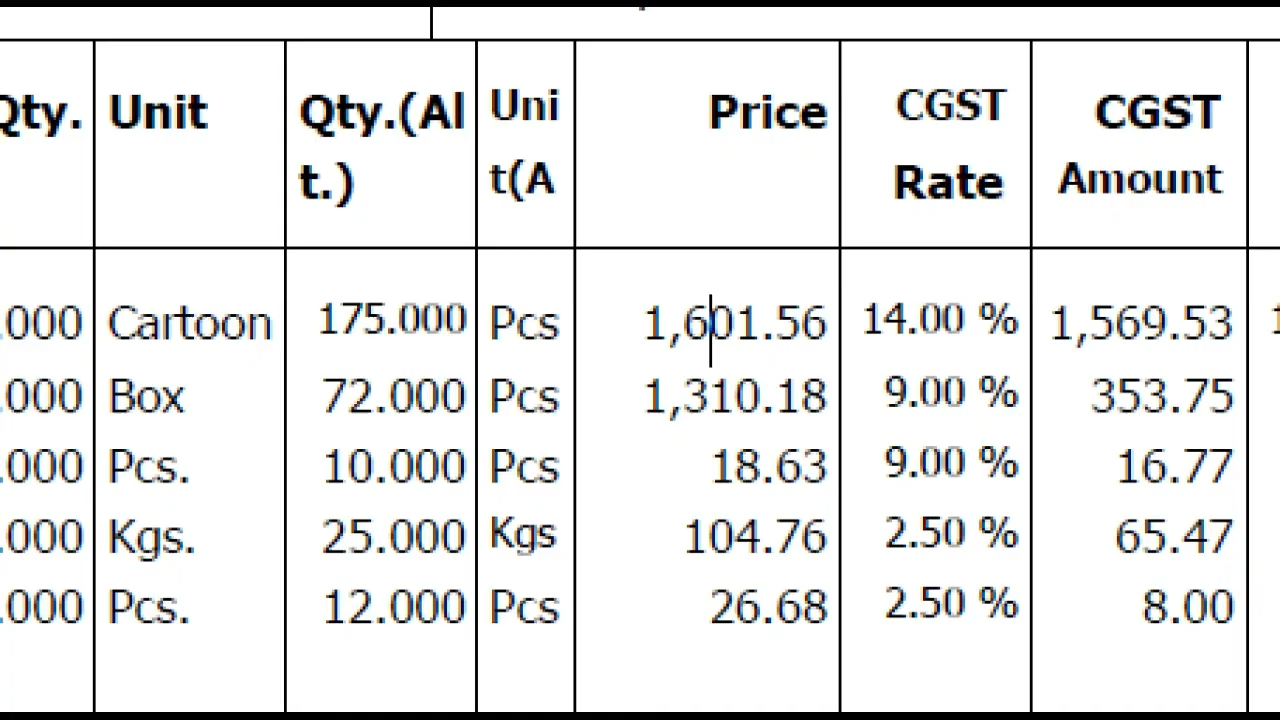 Qty. Unit Qty.(Al Uni Price CGST CGST
t.) t(A Rate Amount
.000 Cartoon 175.000 Pcs 1,601.56 14.00 % 1,569.53
.000 Box 72.000 Pcs 1,310.18 9.00 % 353.75
.000 Pcs. 10.000 Pcs 18.63 9.00 % 16.77
.000 Kgs. 25.000 Kgs 104.76 2.50 % 65.47
.000 Pcs. 12.000 Pcs 26.68 2.50 % 8.00